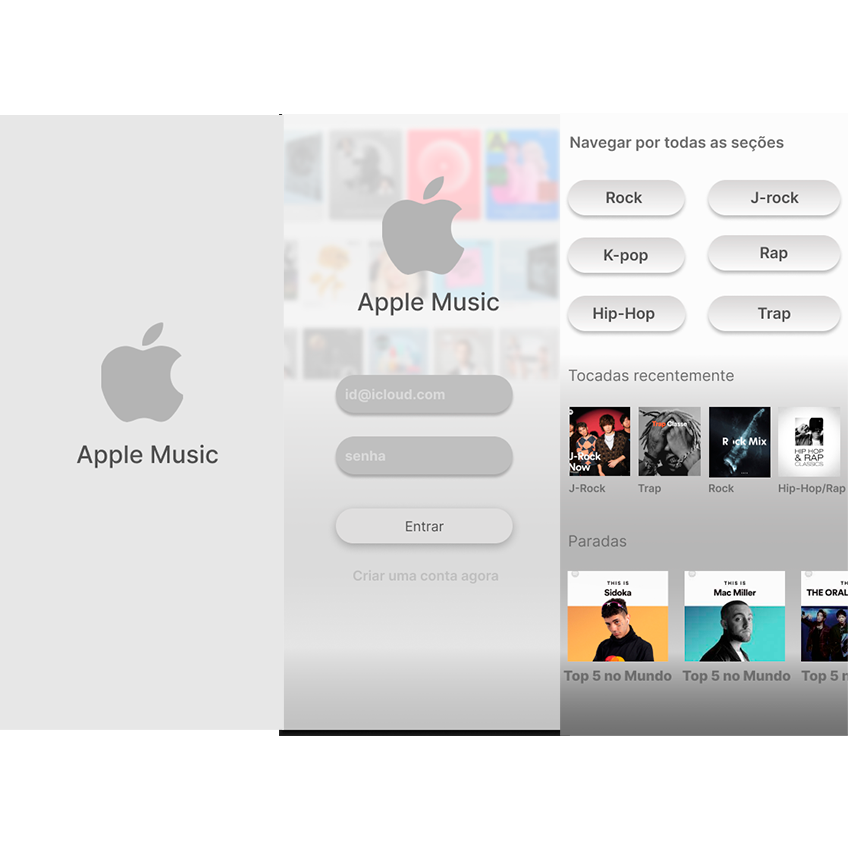 Apple Music
Apple Music
id@icloud.com
senha
Entrar
Criar uma conta agora
Navegar por todas as seções
Rock
J-rock
K-pop
Rap
Hip-Hop
Trap
Tocadas recentemente
J-Rock
Now
Trap Classe
Rock Mix
HIP HOP
& RAP
CLASSICS
J-Rock
Trap
Rock
Hip-Hop/Rap
Paradas
THIS IS
Sidoka
THIS IS
Mac Miller
THE ORAL
Top 5 no Mundo
Top 5 no Mundo
Top 5 n